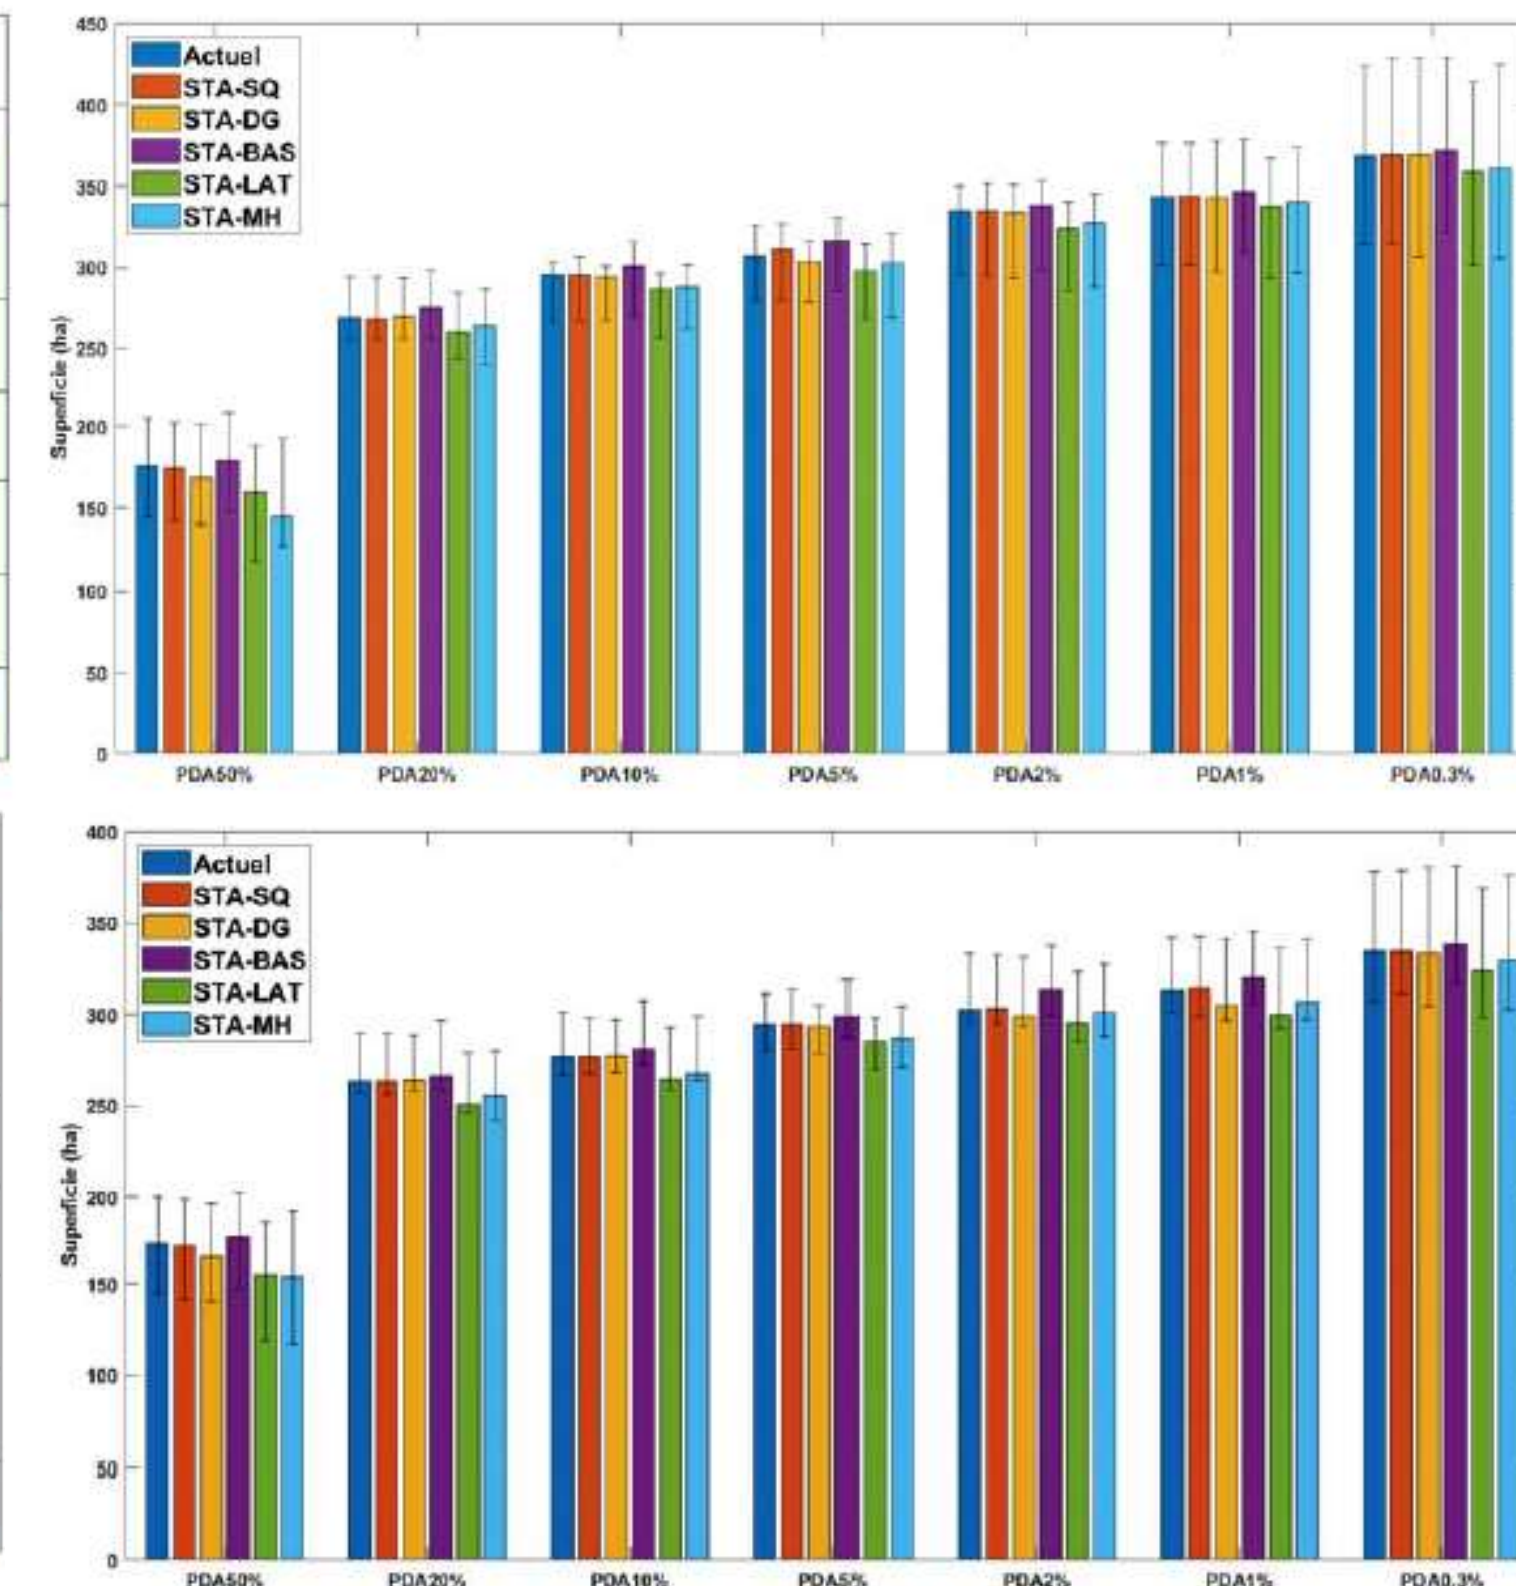 450
Actuel
STA-SQ
STA-DG
STA-BAS
STA-LAT
STA-MH
400
350
300
250
200
150
100
50
0
Superficie (ha)
PDA50% PDA20% PDA10% PDA5% PDA2% PDA1% PDA0.3%
400
Actuel
STA-SQ
STA-DG
STA-BAS
STA-LAT
STA-MH
350
300
250
200
150
100
50
0
Superficie (ha)
PDA50% PDA20% PDA10% PDA5% PDA2% PDA1% PDA0.3%